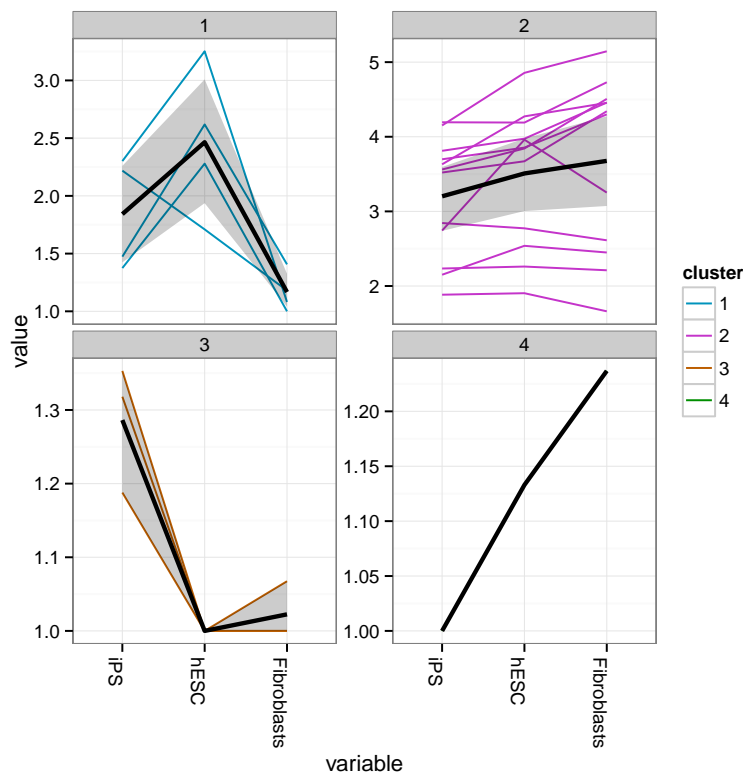 1
2
3.0
2.5
2.0
1.5
1.0
5
4
3
2
value
3
4
1.3
1.2
1.1
1.0
1.20
1.15
1.10
1.05
1.00
iPS
hESC
Fibroblasts
iPS
hESC
Fibroblasts
variable
cluster
1
2
3
4